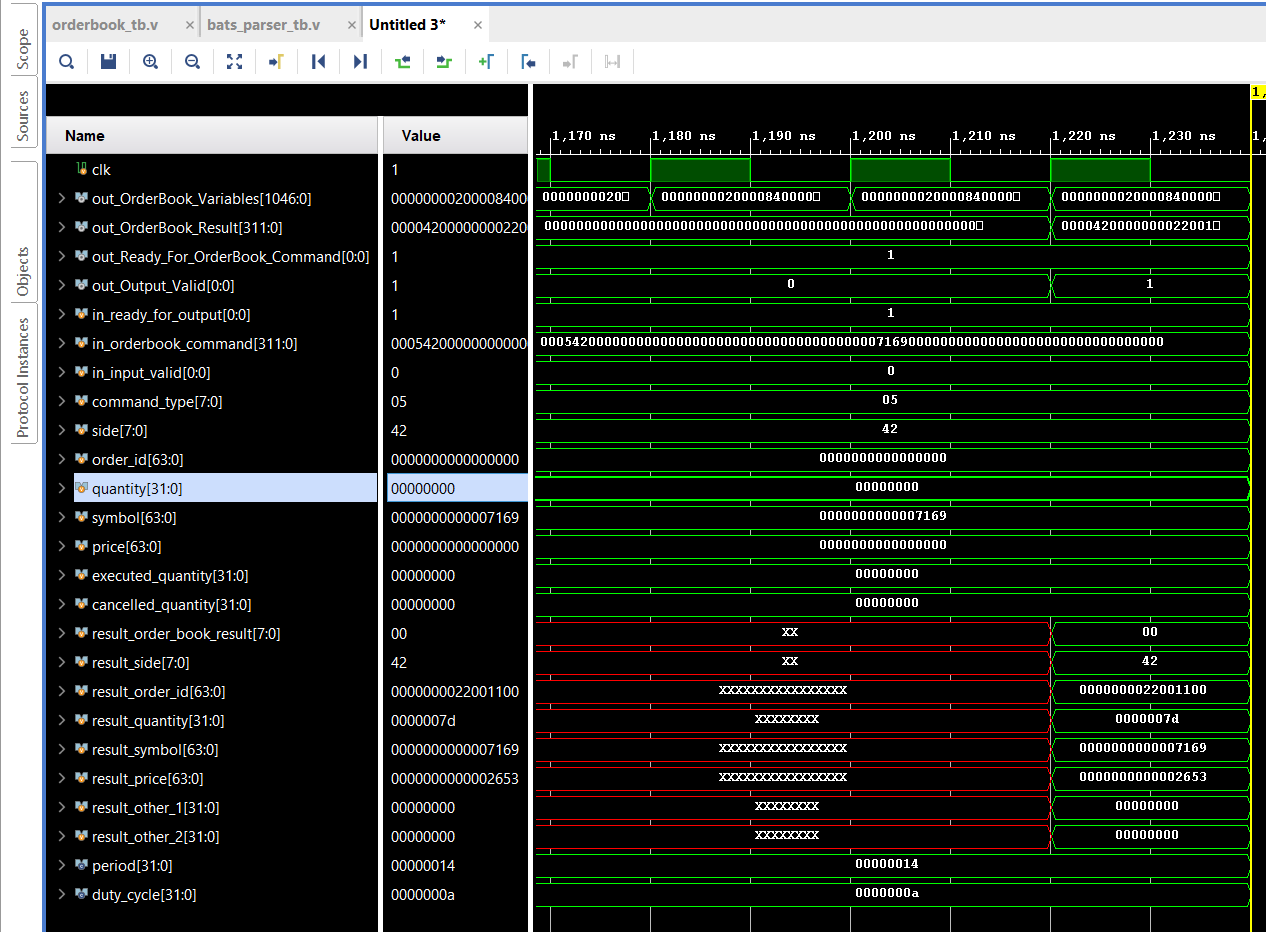 Scope
Sources
Objects
Protocol Instances
orderbook_tb.v × bats_parser_tb.v × Untitled 3* ×
Name Value
1,170 ns 1,180 ns 1,190 ns 1,200 ns 1,210 ns 1,220 ns 1,230 ns
clk 1
out_OrderBook_Variables[1046:0] 00000000200008400 0000000020 0000000020000840000 0000000020000840000 0000000020000840000
out_OrderBook_Result[311:0] 00004200000000220 0000420000000022001
out_Ready_For_OrderBook_Command[0:0] 1 1
out_Output_Valid[0:0] 1 0 1
in_ready_for_output[0:0] 1 1
in_orderbook_command[311:0] 00054200000000000
in_input_valid[0:0] 0 0
command_type[7:0] 05 05
side[7:0] 42 42
order_id[63:0] 0000000000000000 0000000000000000
quantity[31:0] 00000000 00000000
symbol[63:0] 0000000000007169 0000000000007169
price[63:0] 0000000000000000 0000000000000000
executed_quantity[31:0] 00000000 00000000
cancelled_quantity[31:0] 00000000 00000000
result_order_book_result[7:0] 00 XX 00
result_side[7:0] 42 XX 42
result_order_id[63:0] 0000000022001100 XXXXXXXXXXXXXXXX 0000000022001100
result_quantity[31:0] 0000007d XXXXXXXX 0000007d
result_symbol[63:0] 0000000000007169 XXXXXXXXXXXXXXXX 0000000000007169
result_price[63:0] 0000000000002653 XXXXXXXXXXXXXXXX 0000000000002653
result_other_1[31:0] 00000000 XXXXXXXX 00000000
result_other_2[31:0] 00000000 XXXXXXXX 00000000
period[31:0] 00000014 00000014
duty_cycle[31:0] 0000000a 0000000a